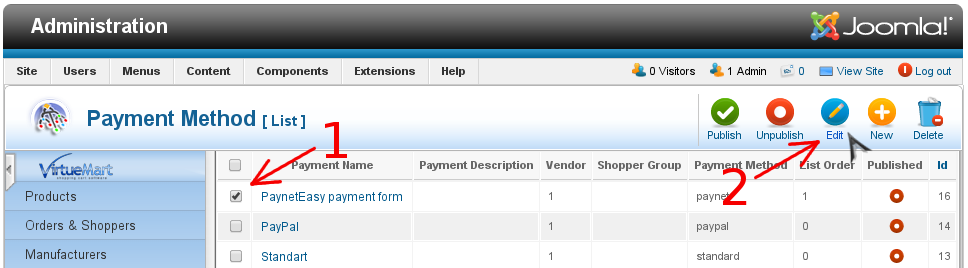 Administration
Joomla!
Site Users Menus Content Components Extensions Help 0 Visitors 1 Admin 0 View Site Log out
Payment Method [ List ]
Publish Unpublish Edit New Delete
1
2
VirtueMart
Payment Name Payment Description Vendor Shopper Group Payment Method List Order Published Id
Products
PaynetEasy payment form 1 1 16
Orders & Shoppers
PayPal 1 paypal 0 14
Manufacturers
Standart 1 standard 0 13